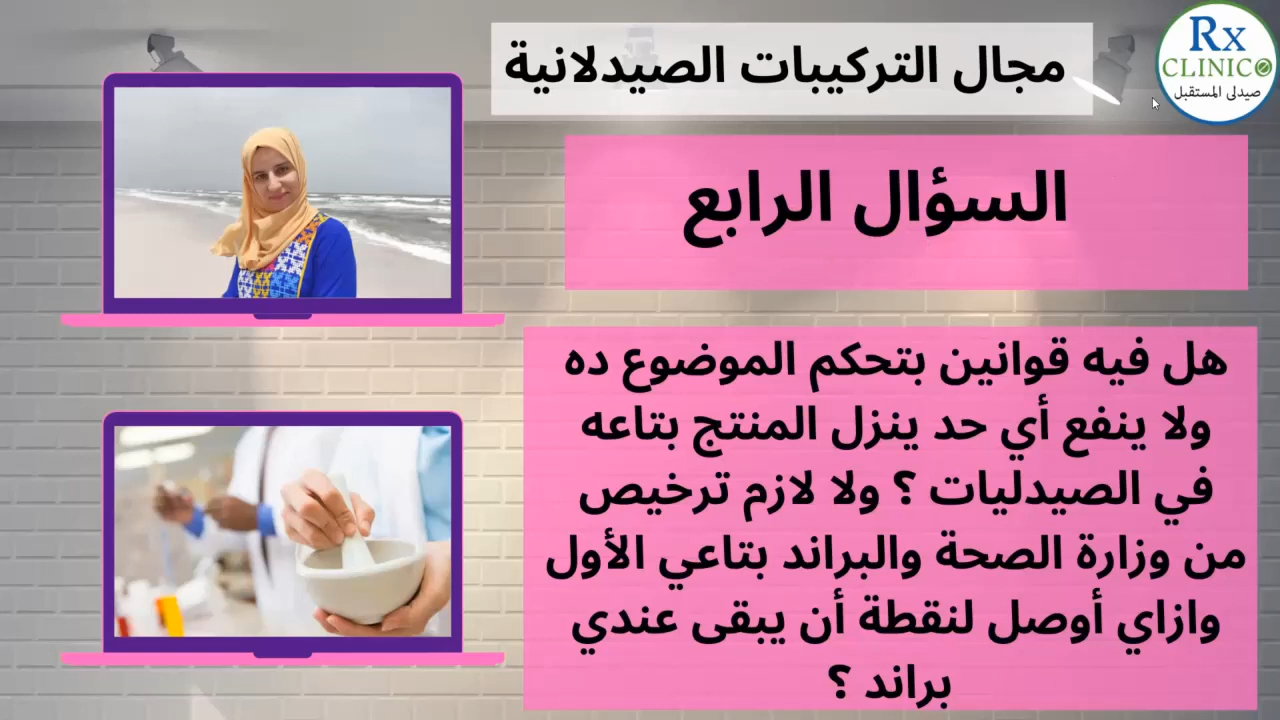 مجال التركيبات الصيدلانية
Rx
CLINICO
صيدلى المستقبل
السؤال الرابع
هل فيه قوانين بتحكم الموضوع ده
ولا ينفع أي حد ينزل المنتج بتاعه
في الصيدليات ؟ ولا لازم ترخيص
من وزارة الصحة والبراند بتاعي الأول
وازاي أوصل لنقطة أن يبقى عندي
براند ؟